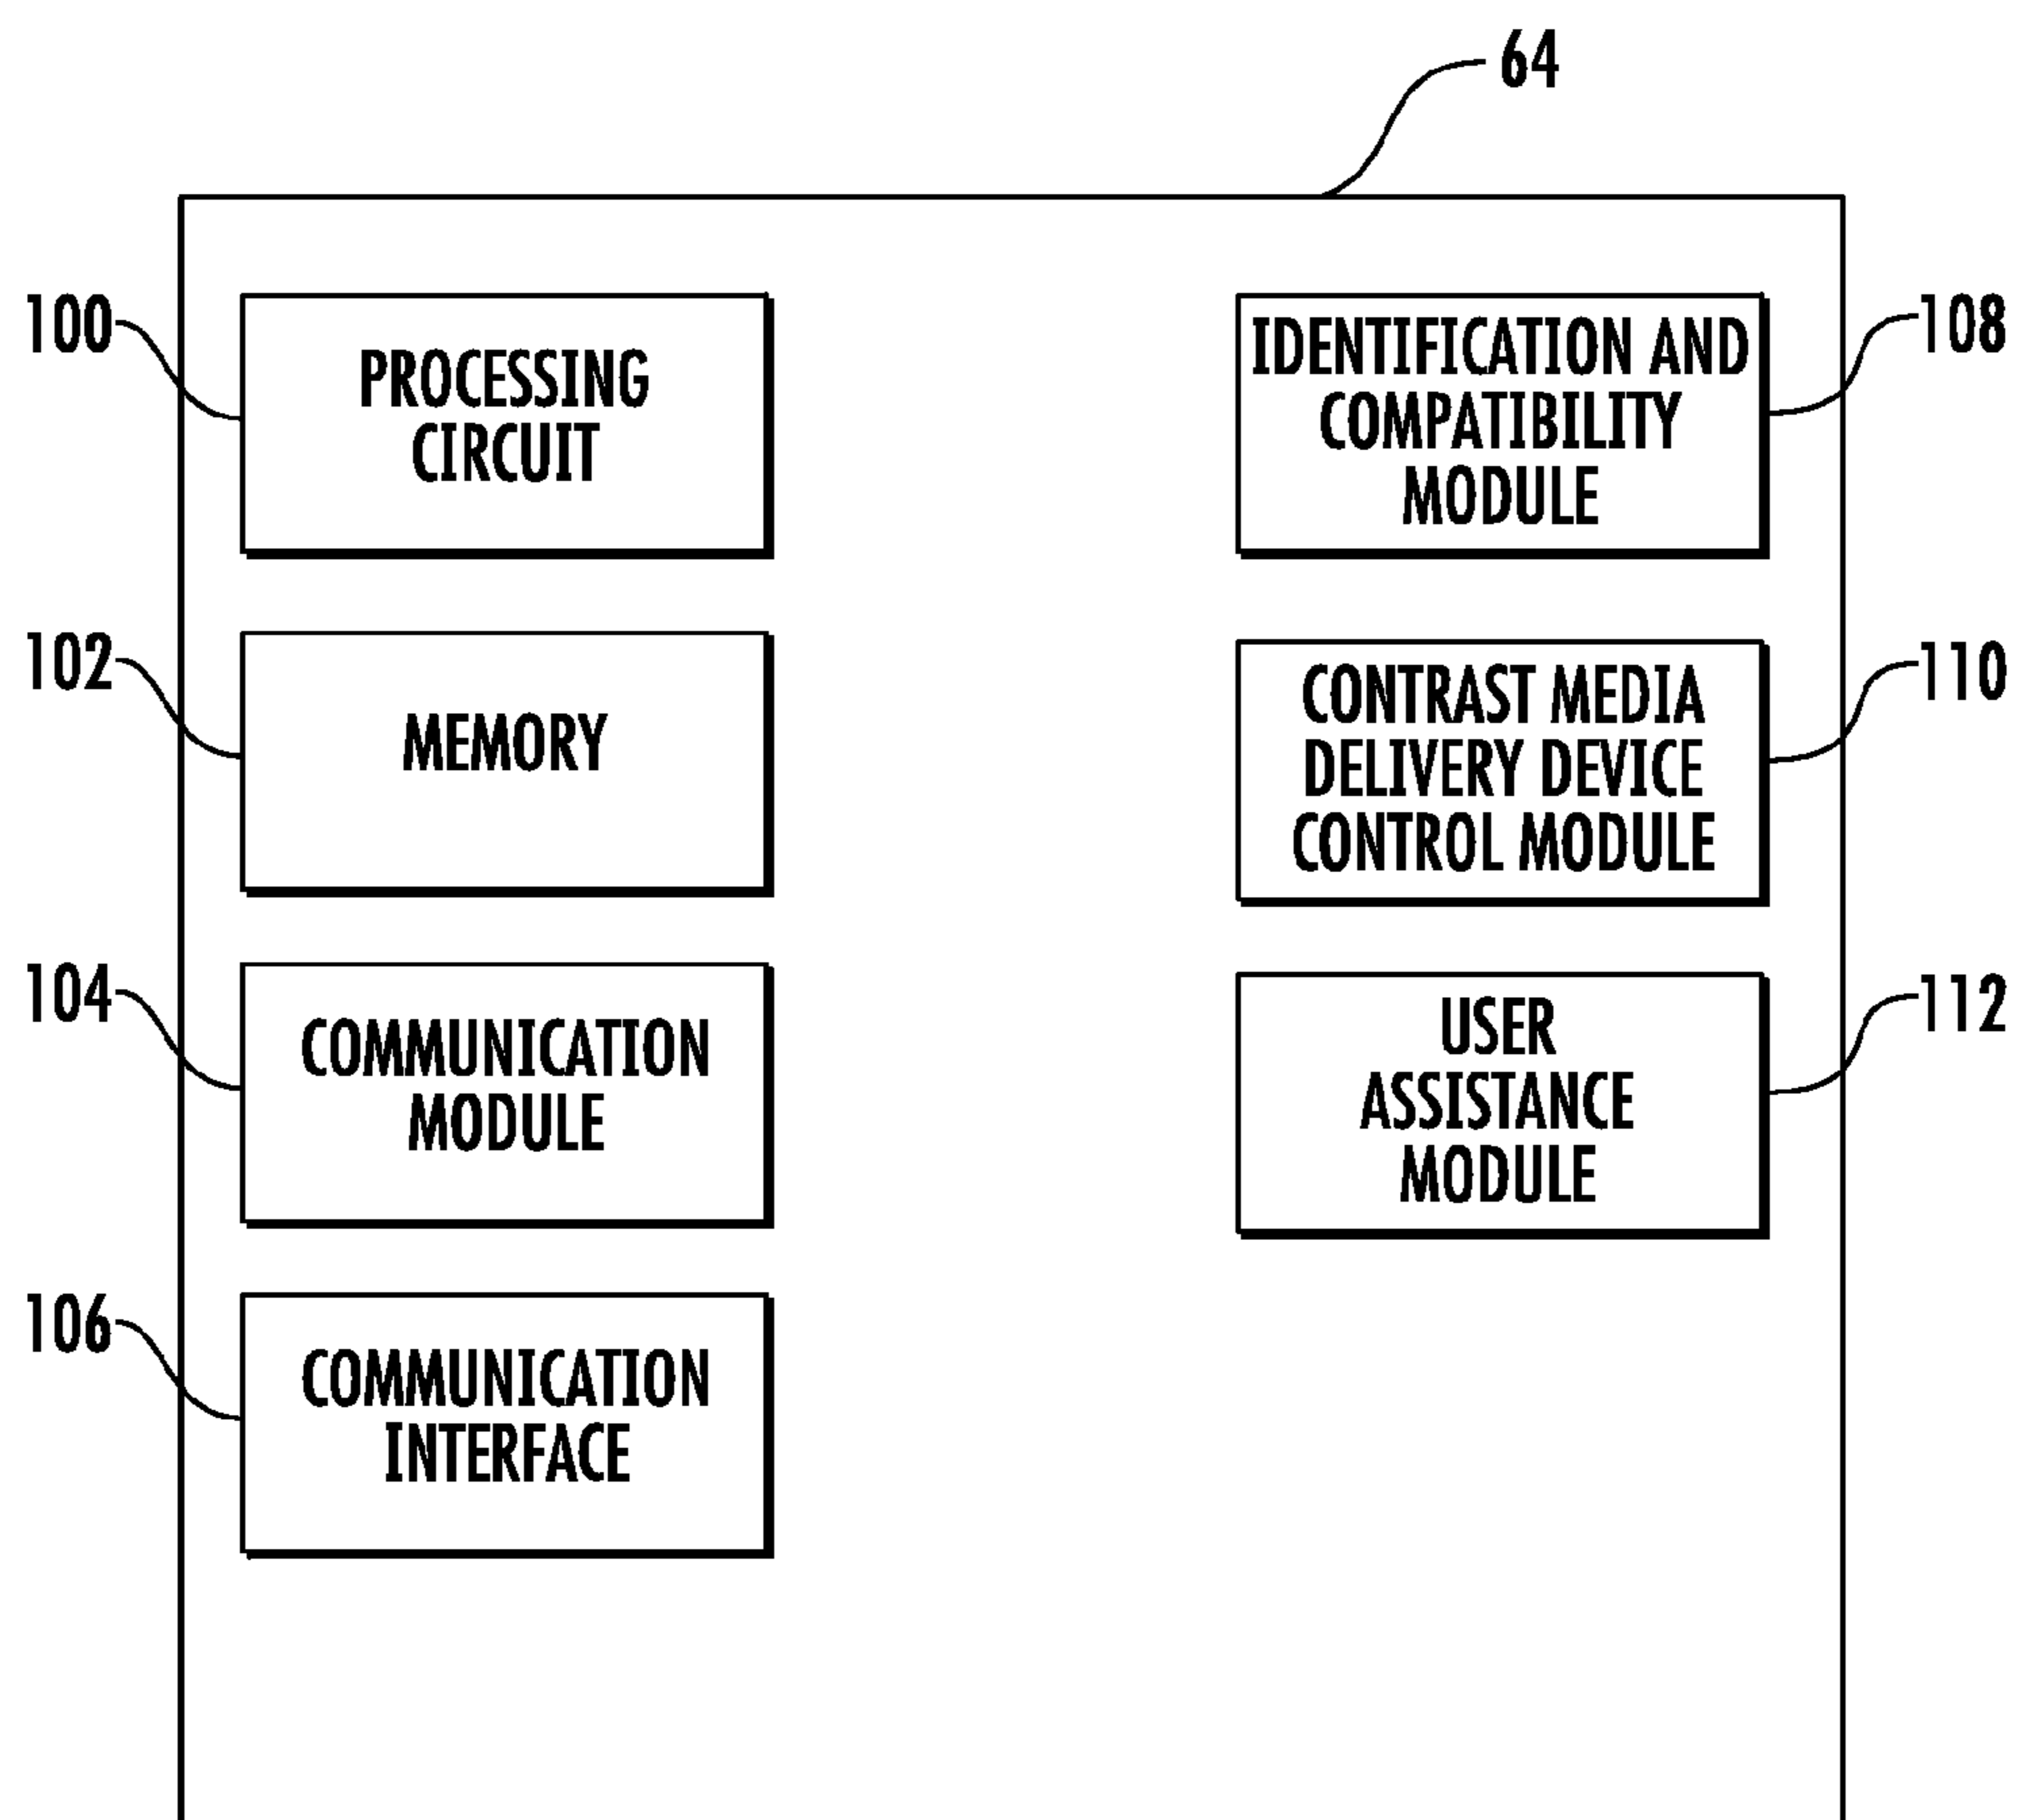 64
100
PROCESSING
CIRCUIT
102
MEMORY
104
COMMUNICATION
MODULE
106
COMMUNICATION
INTERFACE
108
IDENTIFICATION AND
COMPATIBILITY
MODULE
110
CONTRAST MEDIA
DELIVERY DEVICE
CONTROL MODULE
112
USER
ASSISTANCE
MODULE